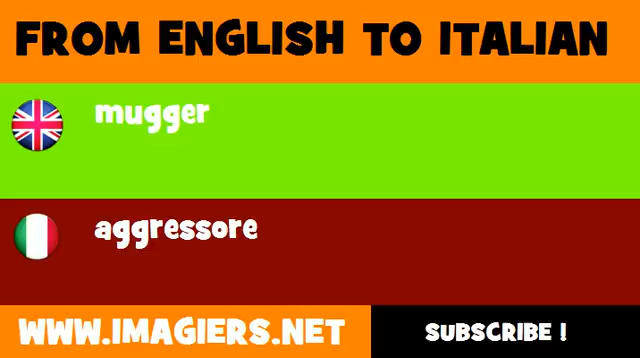 FROM ENGLISH TO ITALIAN
mugger
aggressore
WWW.IMAGIERS.NET
SUBSCRIBE !